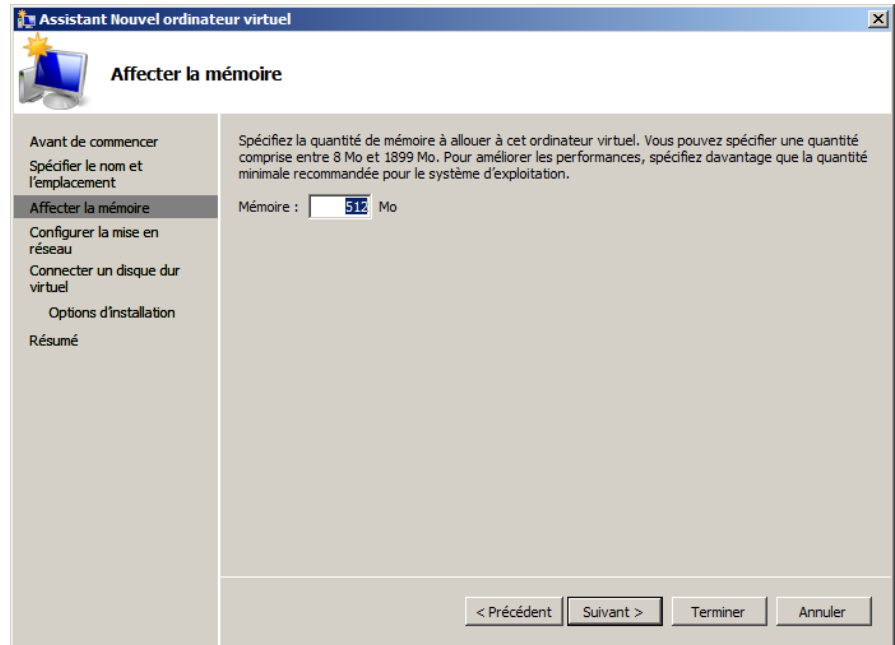 Assistant Nouvel ordinateur virtuel
Affecter la mémoire
Avant de commencer
Spécifier le nom et
l'emplacement
Affecter la mémoire
Configurer la mise en
réseau
Connecter un disque dur
virtuel
Options d'installation
Résumé
Spécifiez la quantité de mémoire à allouer à cet ordinateur virtuel. Vous pouvez spécifier une quantité
comprise entre 8 Mo et 1899 Mo. Pour améliorer les performances, spécifiez davantage que la quantité
minimale recommandée pour le système d'exploitation.
Mémoire : 512 Mo
< Précédent Suivant > Terminer Annuler